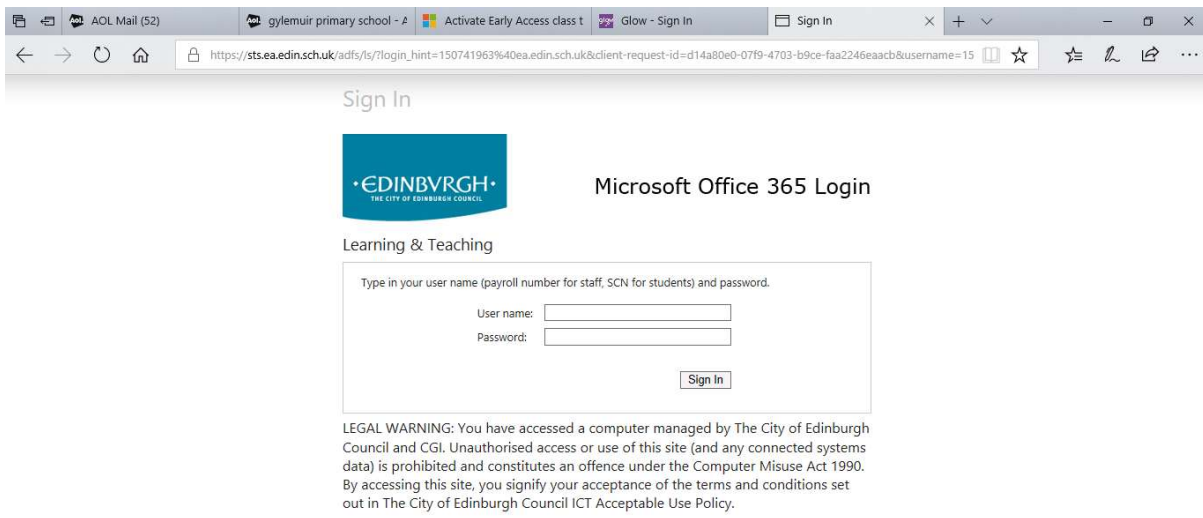 AOL Mail (52)
gylemuir primary school - A
Activate Early Access class t
Glow - Sign In
Sign In
https://sts.ea.edin.sch.uk/adfs/ls/?login_hint=150741963%40ea.edin.sch.uk&client-request-id=d14a80e0-07f9-4703-b9ce-faa2246eaacb&username=15
Sign In
·EDINBVRGH·
THE CITY OF EDINBURGH COUNCIL
Microsoft Office 365 Login
Learning & Teaching
Type in your user name (payroll number for staff, SCN for students) and password.
User name:
Password:
Sign In
LEGAL WARNING: You have accessed a computer managed by The City of Edinburgh
Council and CGI. Unauthorised access or use of this site (and any connected systems
data) is prohibited and constitutes an offence under the Computer Misuse Act 1990.
By accessing this site, you signify your acceptance of the terms and conditions set
out in The City of Edinburgh Council ICT Acceptable Use Policy.